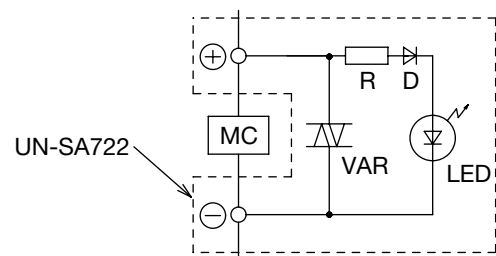 +
R D
MC
UN-SA722
VAR
LED
−